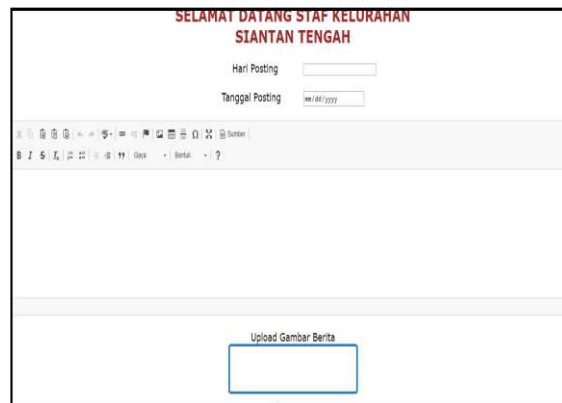 SELAMAT DATANG STAF KELURAHAN
SIANTAN TENGAH
Hari Posting
Tanggal Posting mm/dd/yyyy
Ω Sumber
B I S Ix Gaya Bentuk ?
Upload Gambar Berita